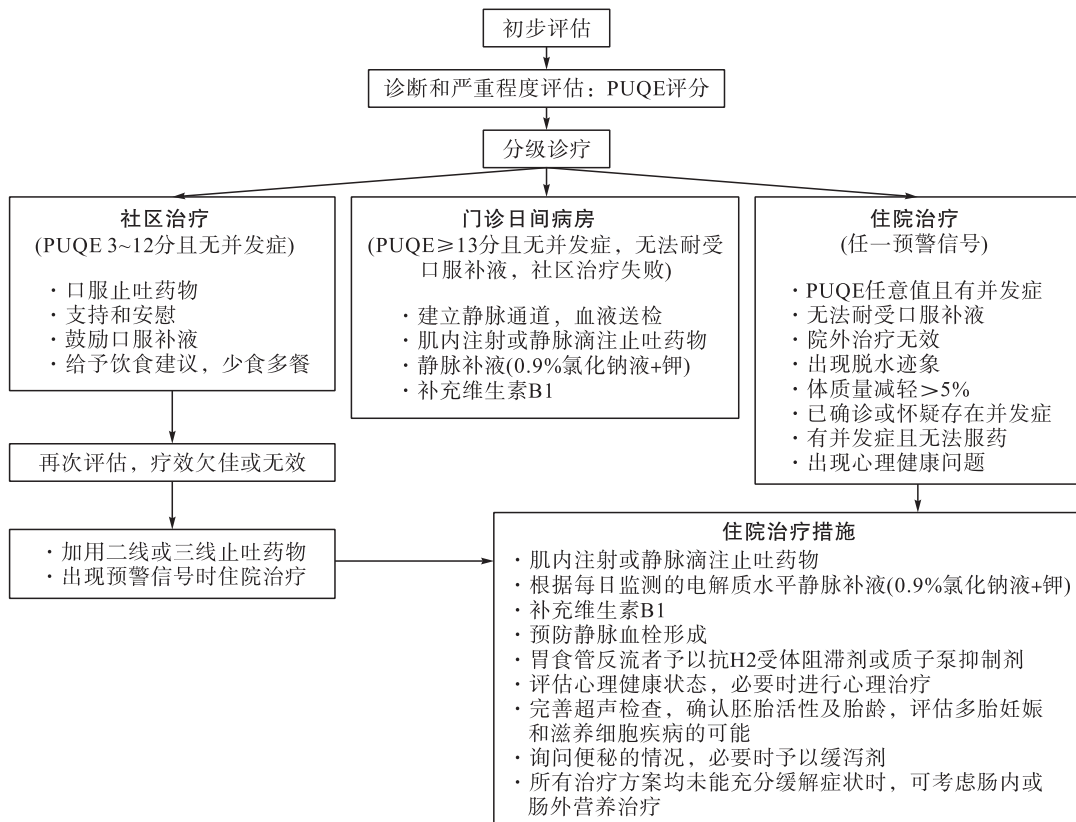 初步评估
诊断和严重程度评估：PUQE评分
分级诊疗
社区治疗
(PUQE 3~12分且无并发症)
·口服止吐药物
·支持和安慰
·鼓励口服补液
·给予饮食建议，少食多餐
门诊日间病房
(PUQE≥13分且无并发症，无法耐受
口服补液，社区治疗失败)
·建立静脉通道，血液送检
·肌内注射或静脉滴注止吐药物
·静脉补液(0.9%氯化钠液+钾)
·补充维生素B1
住院治疗
(任一预警信号)
·PUQE任意值且有并发症
·无法耐受口服补液
·院外治疗无效
·出现脱水迹象
·体质量减轻＞5%
·已确诊或怀疑存在并发症
·有并发症且无法服药
·出现心理健康问题
再次评估，疗效欠佳或无效
·加用二线或三线止吐药物
·出现预警信号时住院治疗
住院治疗措施
·肌内注射或静脉滴注止吐药物
·根据每日监测的电解质水平静脉补液(0.9%氯化钠液+钾)
·补充维生素B1
·预防静脉血栓形成
·胃食管反流者予以抗H2受体阻滞剂或质子泵抑制剂
·评估心理健康状态，必要时进行心理治疗
·完善超声检查，确认胚胎活性及胎龄，评估多胎妊娠
和滋养细胞疾病的可能
·询问便秘的情况，必要时予以缓泻剂
·所有治疗方案均未能充分缓解症状时，可考虑肠内或
肠外营养治疗